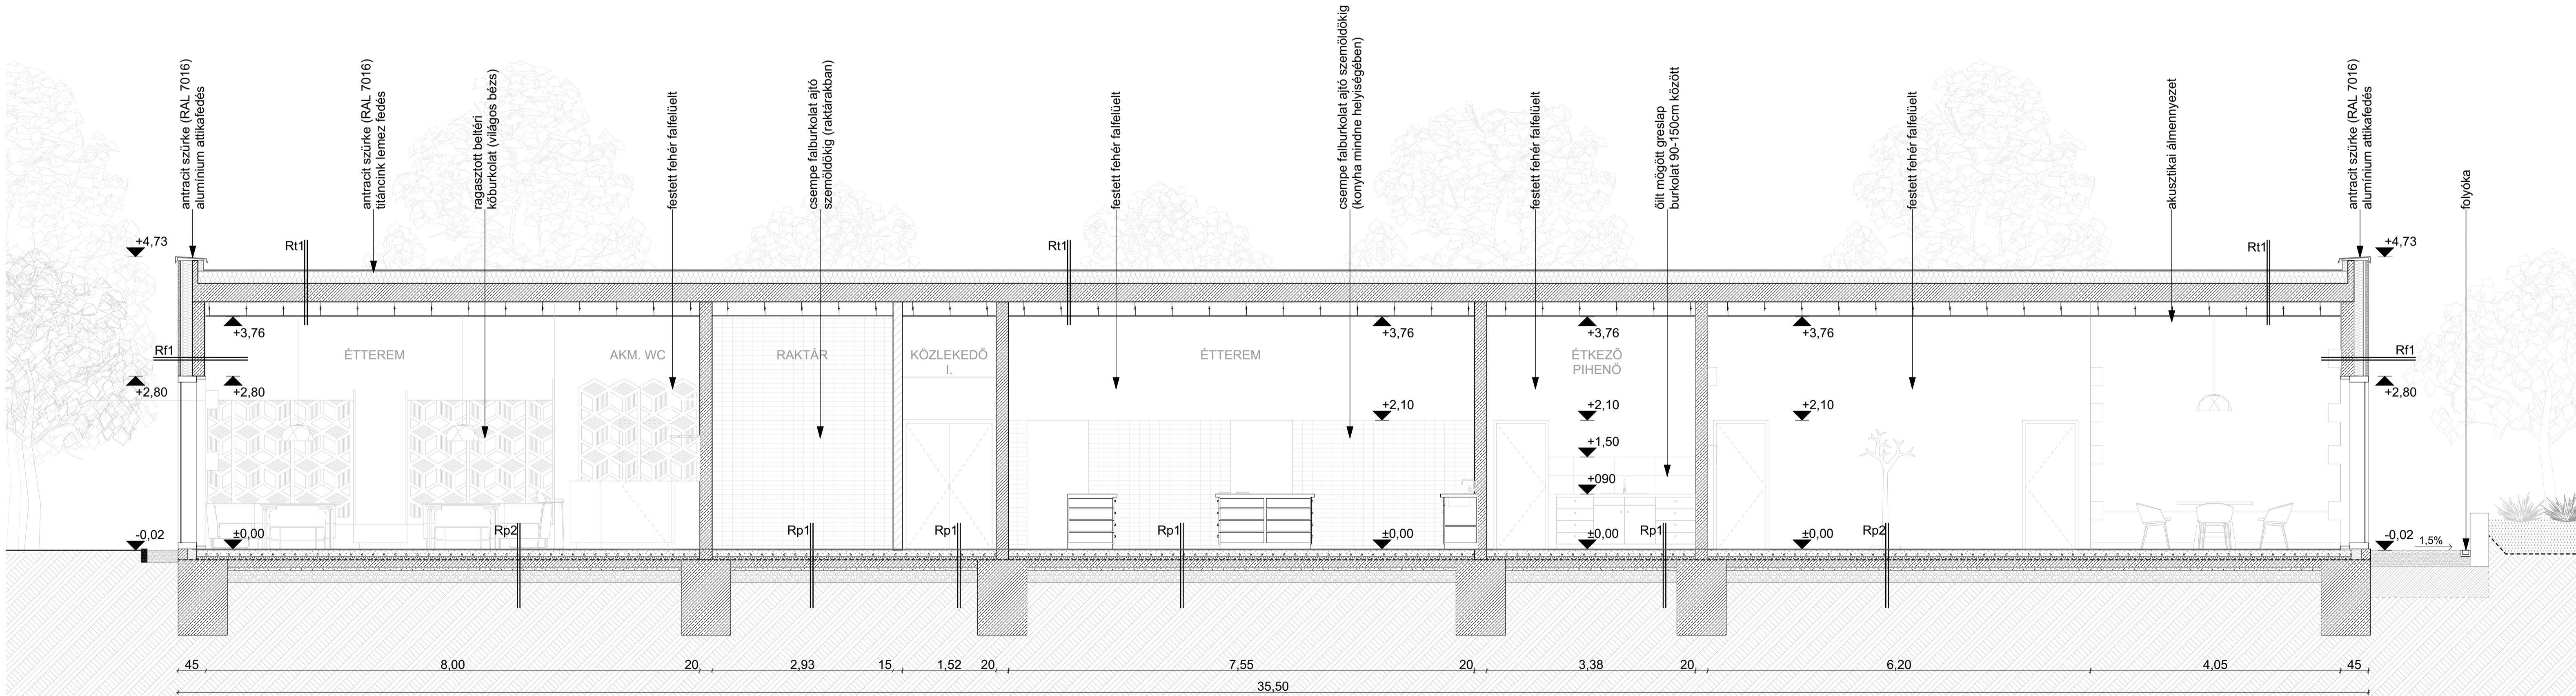 antracit szürke (RAL 7016)
alumínium attikafedés
antracit szürke (RAL 7016)
titáncink lemez fedés
ragasztott beltéri
kőburkolat (világos bézs)
festett fehér falfelüelt
csempe falburkolat ajtó
szemöldökig (raktárakban)
festett fehér falfelüelt
csempe falburkolat ajtó szemöldökig
(konyha mindne helyiségében)
festett fehér falfelüelt
öilt mögött greslap
burkolat 90-150cm között
festett fehér falfelüelt
akusztikai álmennyezet
antracit szürke (RAL 7016)
alumínium attikafedés
folyóka
+4,73
Rt1
Rt1
Rt1
+4,73
+3,76
+3,76
+3,76
+3,76
Rf1
ÉTTEREM
AKM. WC
RAKTÁR
KÖZLEKEDŐ
I.
ÉTTEREM
ÉTKEZŐ
PIHENŐ
Rf1
+2,80
+2,80
+2,80
+2,10
+2,10
+2,10
+1,50
+090
-0,02
±0,00
Rp2
Rp1
Rp1
Rp1
±0,00
±0,00
Rp1
±0,00
Rp2
-0,02
1,5%
45
8,00
20
2,93
15
1,52
20
7,55
20
3,38
20
6,20
4,05
45
35,50